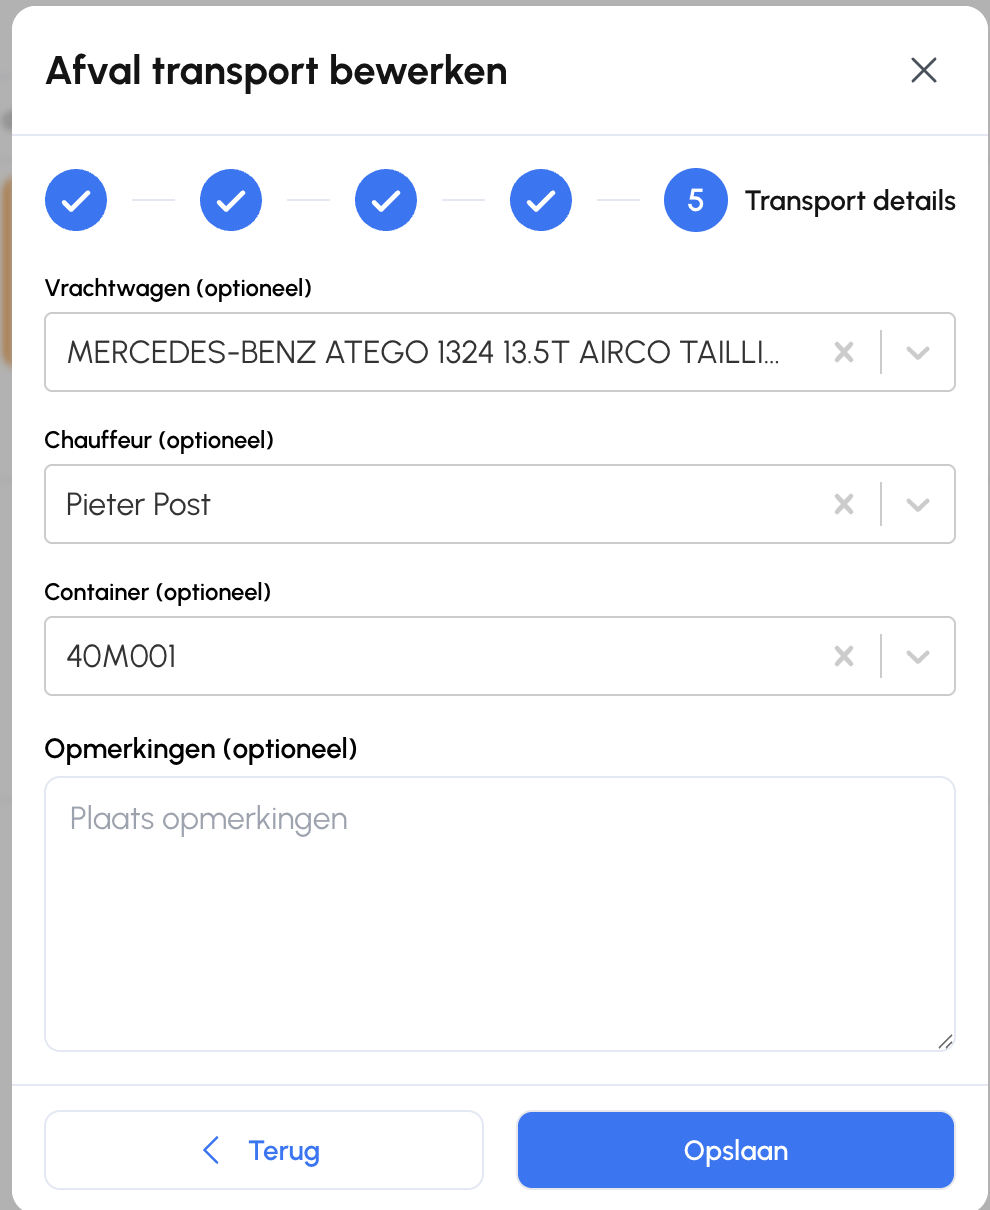 Afval transport bewerken
5 Transport details
Vrachtwagen (optioneel)
MERCEDES-BENZ ATEGO 1324 13.5T AIRCO TAILLI...
Chauffeur (optioneel)
Pieter Post
Container (optioneel)
40M001
Opmerkingen (optioneel)
Plaats opmerkingen
Terug
Opslaan